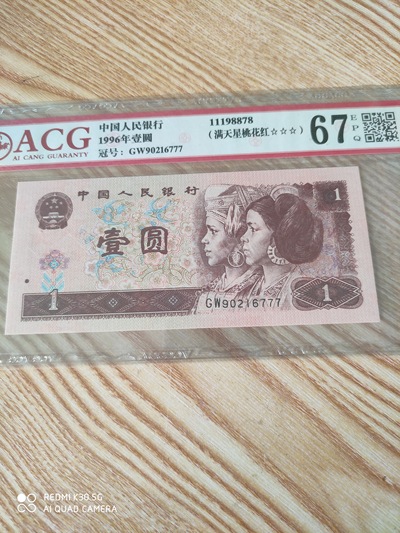 ACG
AI CANG GUARANTY
中国人民银行
1996年壹圆
冠号: GW90216777
11198878
(满天星桃花红☆☆☆)
67
EPQ
中国人民银行
1
壹圆
1
GW90216777
1
REDMI K30 5G
AI QUAD CAMERA